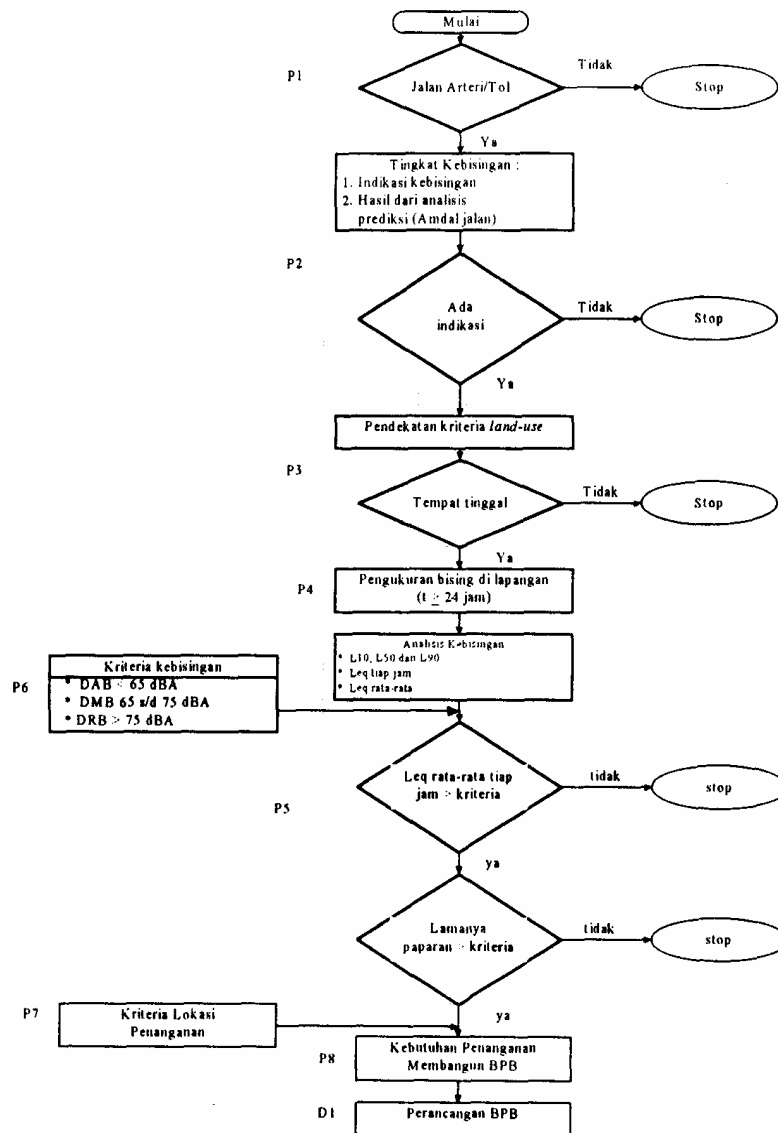 Mulai
P1
Jalan Arteri/Tol
Tidak
Stop
Ya
Tingkat Kebisingan :
1. Indikasi kebisingan
2. Hasil dari analisis
prediksi (Amdal jalan)
P2
Ada
indikasi
Tidak
Stop
Ya
Pendekatan kriteria land-use
P3
Tempat tinggal
Tidak
Stop
Ya
P4
Pengukuran bising di lapangan
(t ≥ 24 jam)
Analisis Kebisingan
* L10, L50 dan L90
* Leq tiap jam
* Leq rata-rata
P6
Kriteria kebisingan
* DAB < 65 dBA
* DMB 65 s/d 75 dBA
* DRB > 75 dBA
P5
Leq rata-rata tiap
jam > kriteria
tidak
stop
ya
Lamanya
paparan > kriteria
tidak
stop
ya
P7
Kriteria Lokasi
Penanganan
P8
Kebutuhan Penanganan
Membangun BPB
D1
Perancangan BPB